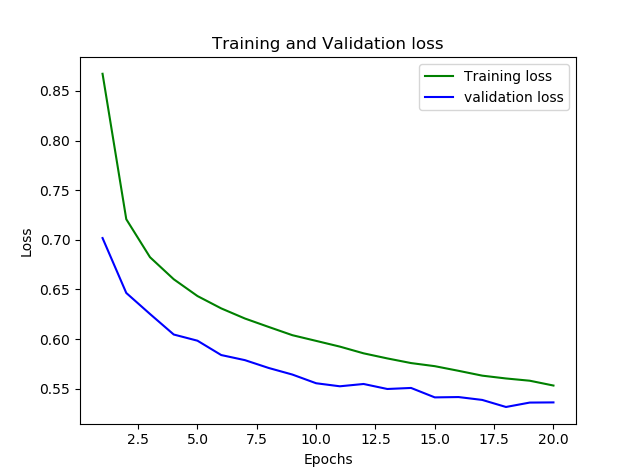 Training and Validation loss
Training loss
validation loss
Loss
0.85
0.80
0.75
0.70
0.65
0.60
0.55
2.5 5.0 7.5 10.0 12.5 15.0 17.5 20.0
Epochs